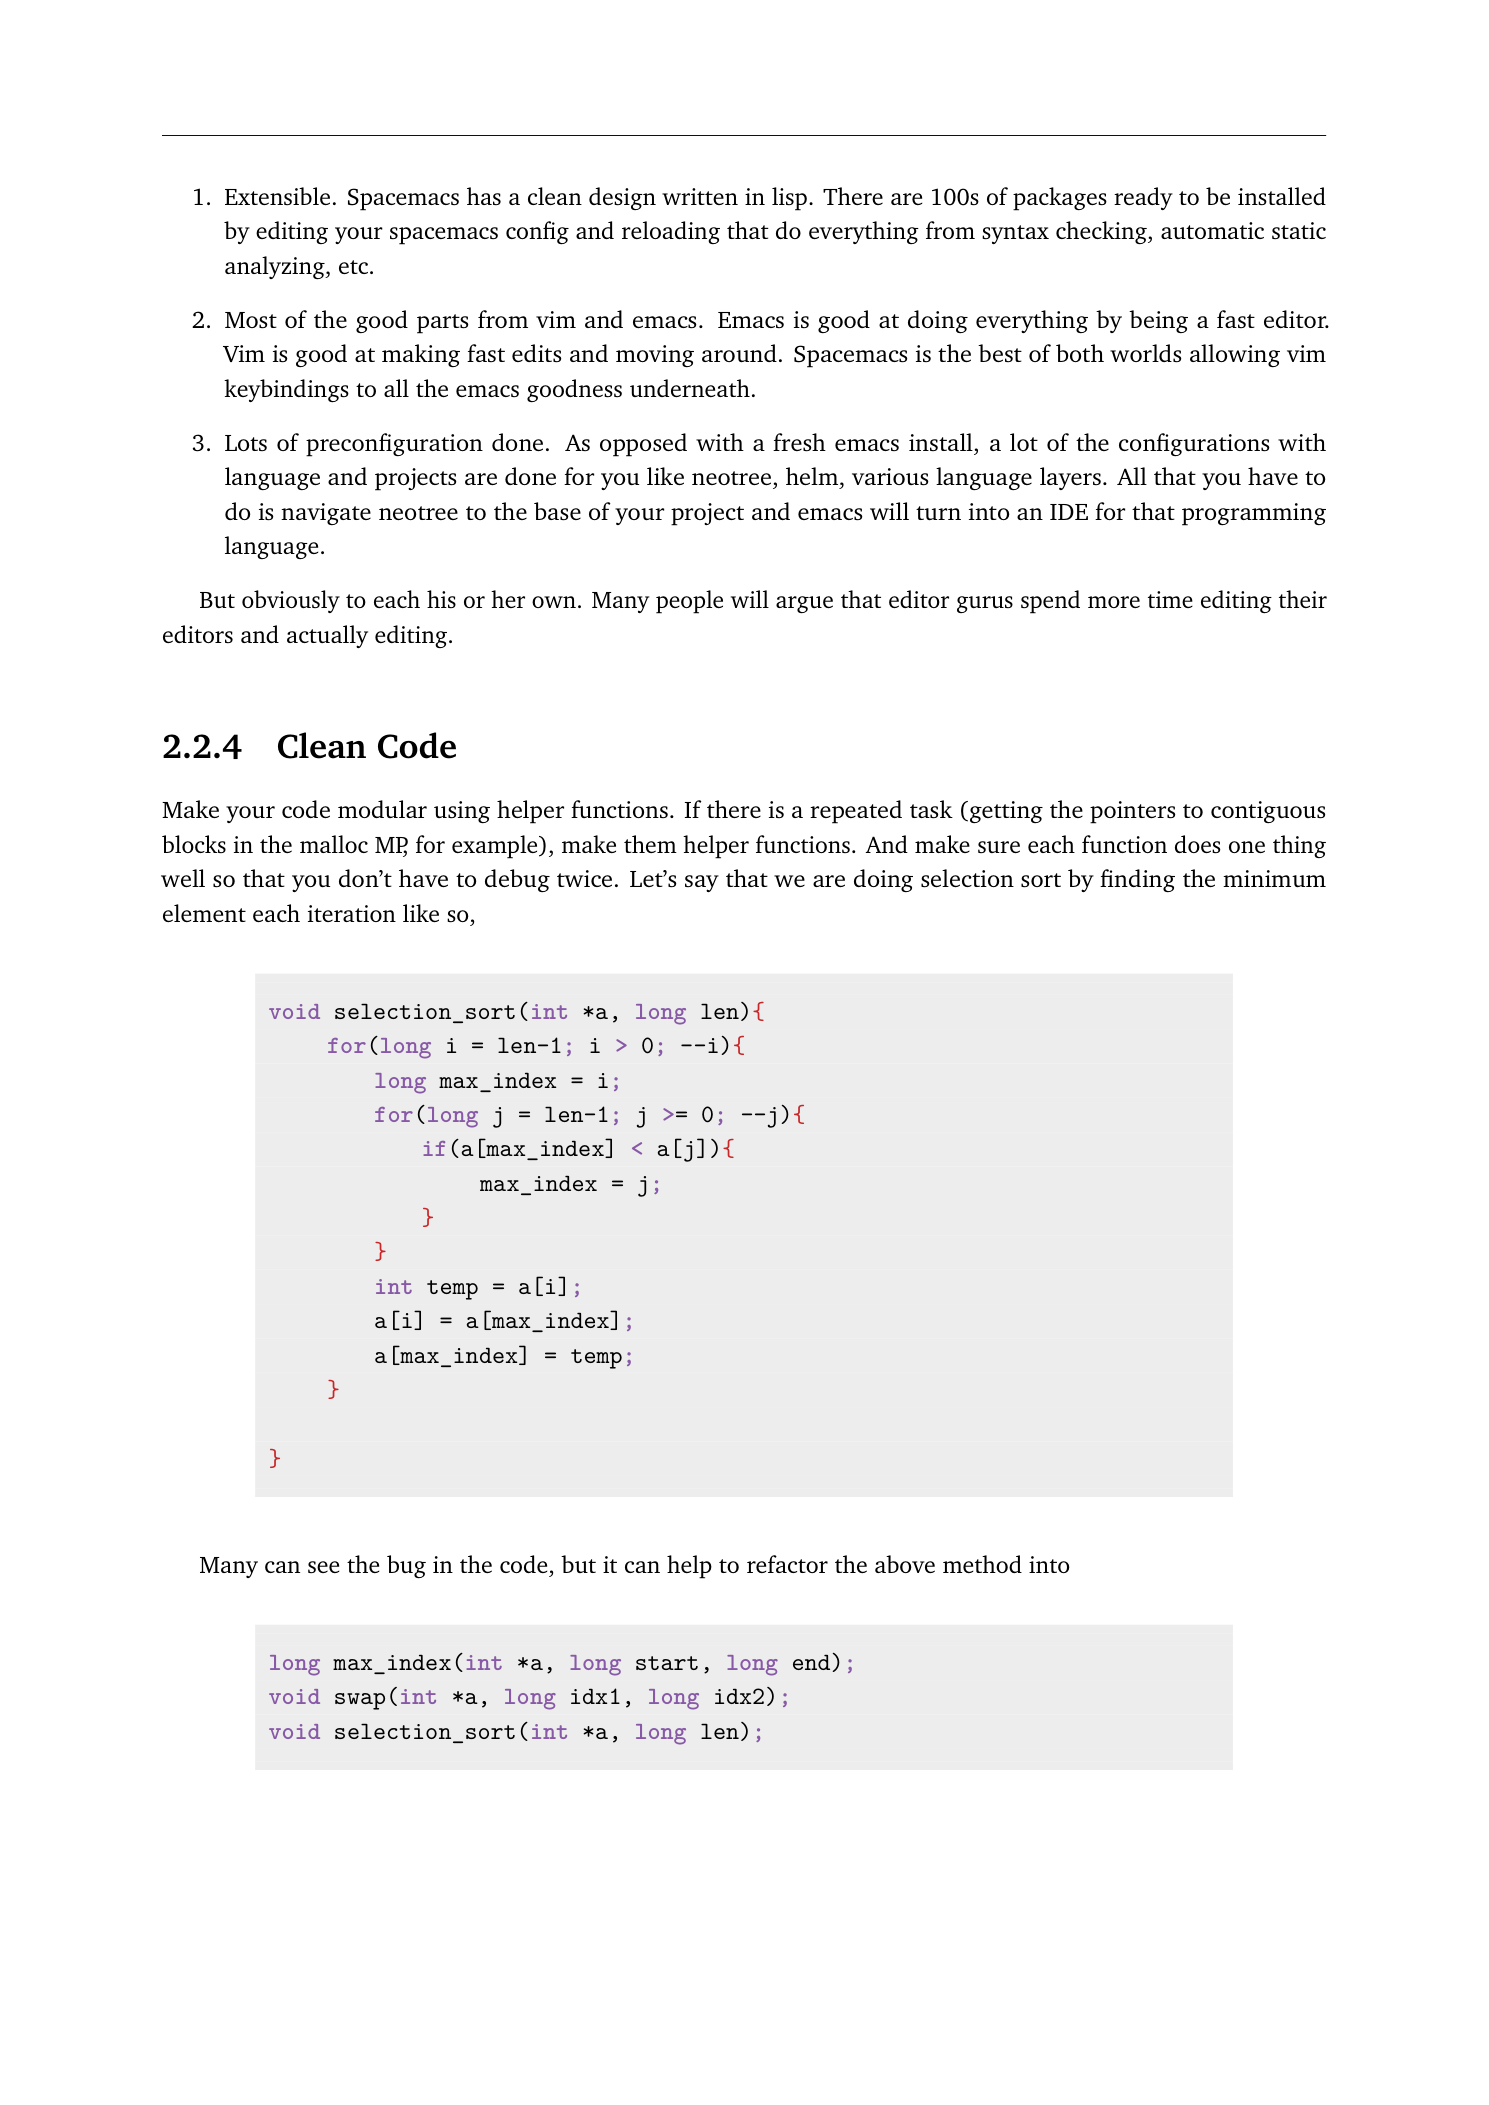 1. Extensible. Spacemacs has a clean design written in lisp. There are 100s of packages ready to be installed
by editing your spacemacs config and reloading that do everything from syntax checking, automatic static
analyzing, etc.
2. Most of the good parts from vim and emacs. Emacs is good at doing everything by being a fast editor.
Vim is good at making fast edits and moving around. Spacemacs is the best of both worlds allowing vim
keybindings to all the emacs goodness underneath.
3. Lots of preconfiguration done. As opposed with a fresh emacs install, a lot of the configurations with
language and projects are done for you like neotree, helm, various language layers. All that you have to
do is navigate neotree to the base of your project and emacs will turn into an IDE for that programming
language.
But obviously to each his or her own. Many people will argue that editor gurus spend more time editing their
editors and actually editing.
2.2.4 Clean Code
Make your code modular using helper functions. If there is a repeated task (getting the pointers to contiguous
blocks in the malloc MP, for example), make them helper functions. And make sure each function does one thing
well so that you don’t have to debug twice. Let’s say that we are doing selection sort by finding the minimum
element each iteration like so,
void selection_sort(int *a, long len){
    for(long i = len-1; i > 0; --i){
        long max_index = i;
        for(long j = len-1; j >= 0; --j){
            if(a[max_index] < a[j]){
                max_index = j;
            }
        }
        int temp = a[i];
        a[i] = a[max_index];
        a[max_index] = temp;
    }
}
Many can see the bug in the code, but it can help to refactor the above method into
long max_index(int *a, long start, long end);
void swap(int *a, long idx1, long idx2);
void selection_sort(int *a, long len);